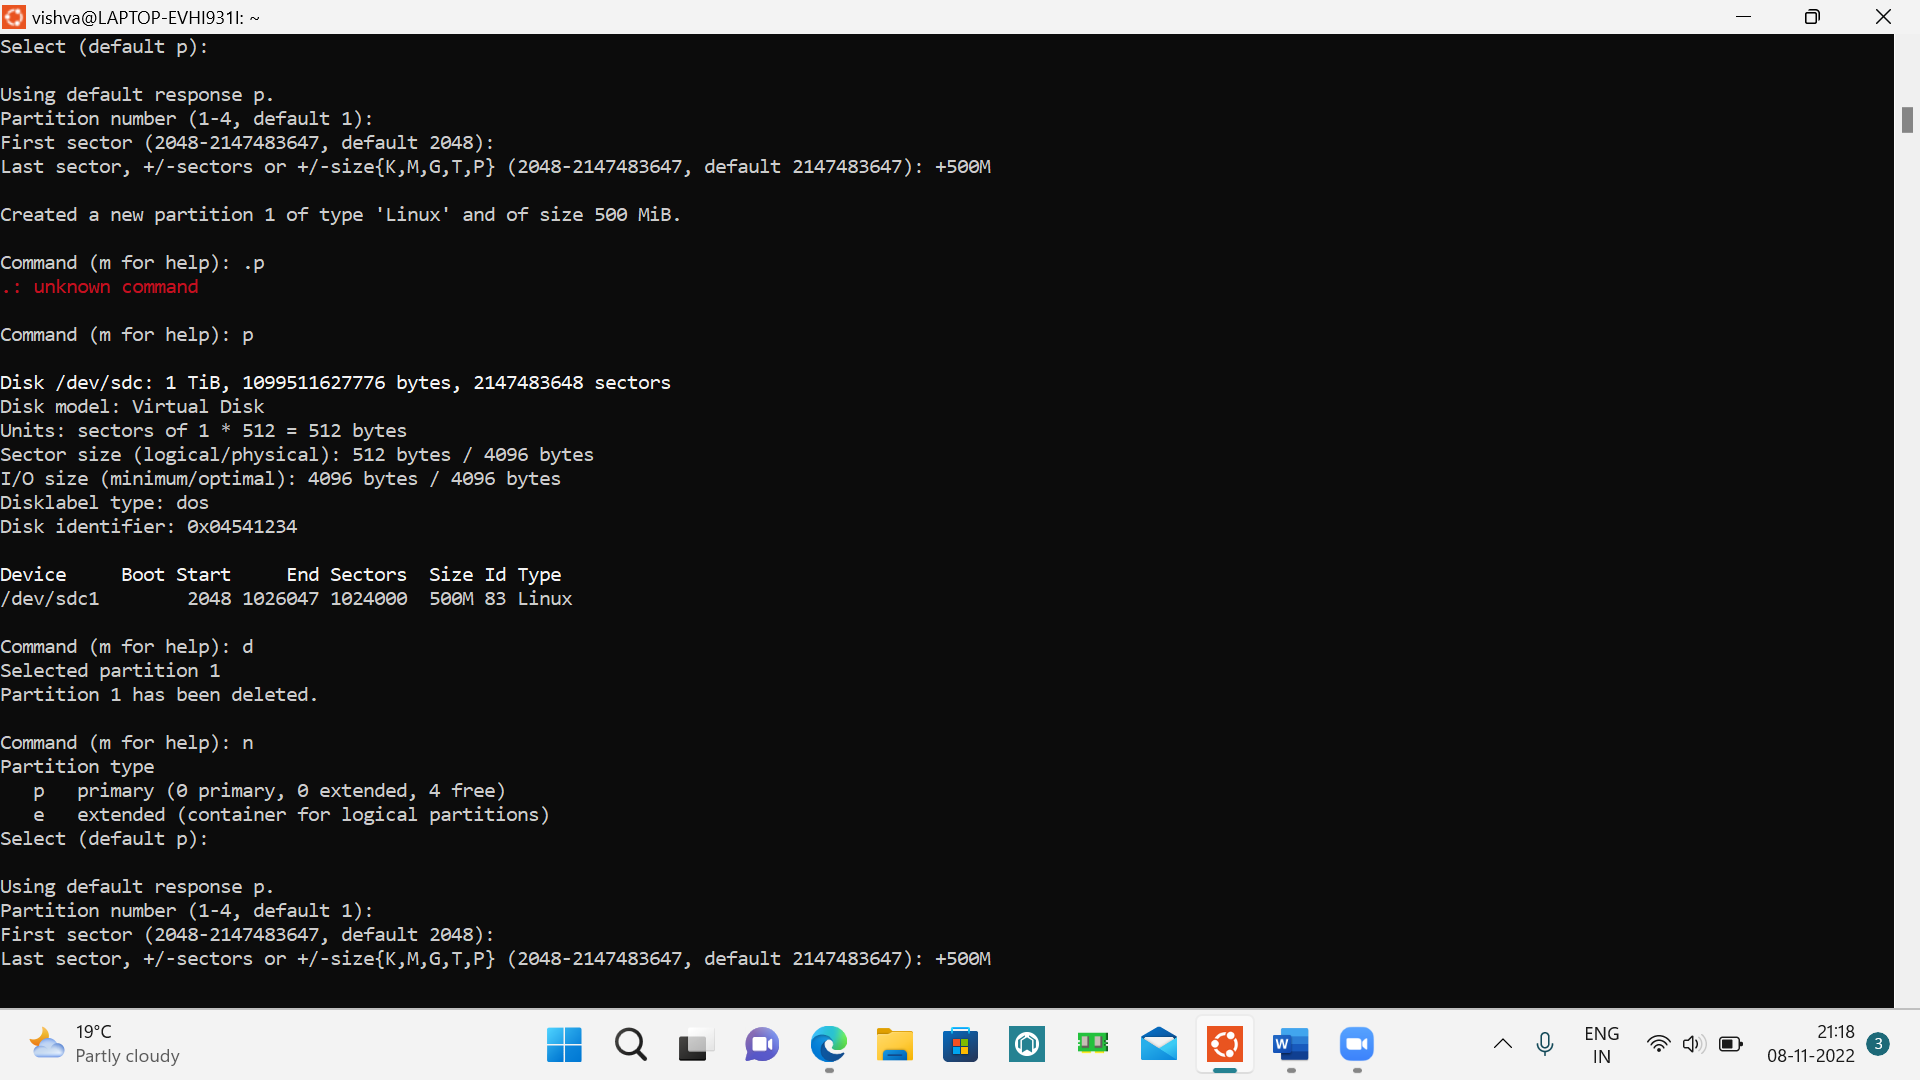 vishva@LAPTOP-EVHI931I: ~
Select (default p):
Using default response p.
Partition number (1-4, default 1):
First sector (2048-2147483647, default 2048):
Last sector, +/-sectors or +/-size{K,M,G,T,P} (2048-2147483647, default 2147483647): +500M
Created a new partition 1 of type 'Linux' and of size 500 MiB.
Command (m for help): .p
.: unknown command
Command (m for help): p
Disk /dev/sdc: 1 TiB, 1099511627776 bytes, 2147483648 sectors
Disk model: Virtual Disk
Units: sectors of 1 * 512 = 512 bytes
Sector size (logical/physical): 512 bytes / 4096 bytes
I/O size (minimum/optimal): 4096 bytes / 4096 bytes
Disklabel type: dos
Disk identifier: 0x04541234
Device     Boot Start     End Sectors  Size Id Type
/dev/sdc1        2048 1026047 1024000  500M 83 Linux
Command (m for help): d
Selected partition 1
Partition 1 has been deleted.
Command (m for help): n
Partition type
   p   primary (0 primary, 0 extended, 4 free)
   e   extended (container for logical partitions)
Select (default p):
Using default response p.
Partition number (1-4, default 1):
First sector (2048-2147483647, default 2048):
Last sector, +/-sectors or +/-size{K,M,G,T,P} (2048-2147483647, default 2147483647): +500M
19°C
Partly cloudy
W
ENG
IN
21:18
08-11-2022
3